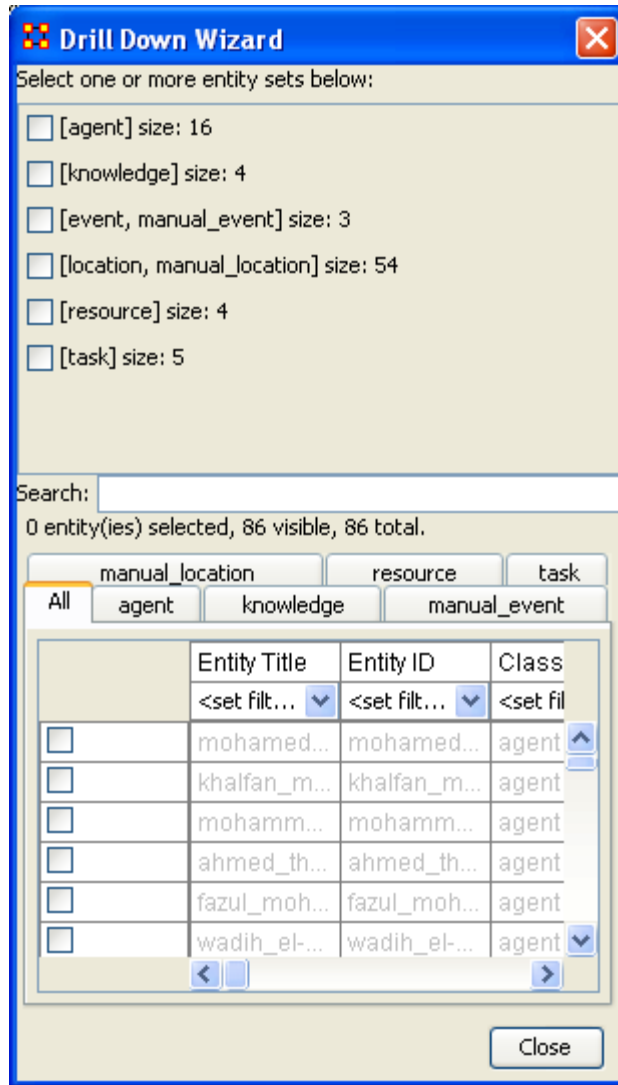 Drill Down Wizard
Select one or more entity sets below:
[agent] size: 16
[knowledge] size: 4
[event, manual_event] size: 3
[location, manual_location] size: 54
[resource] size: 4
[task] size: 5
Search:
0 entity(ies) selected, 86 visible, 86 total.
manual_location resource task
All agent knowledge manual_event
Entity Title Entity ID Class
<set filt... <set filt... <set fil
mohamed... mohamed... agent
khalfan_m... khalfan_m... agent
mohamm... mohamm... agent
ahmed_th... ahmed_th... agent
fazul_moh... fazul_moh... agent
wadih_el-... wadih_el-... agent
Close